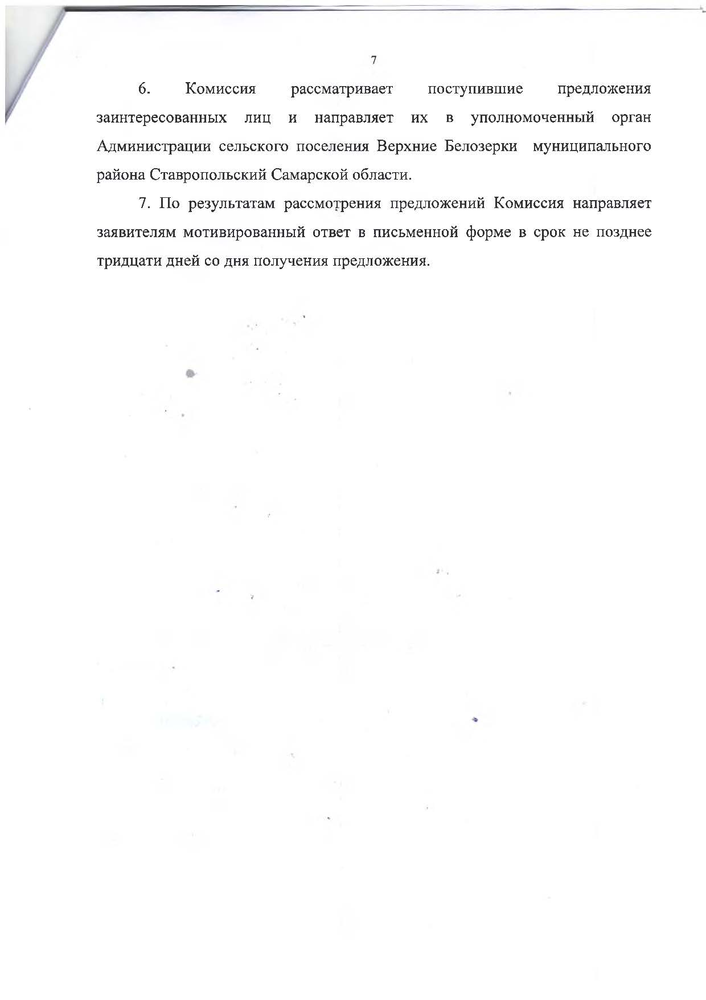 7
6. Комиссия рассматривает поступившие предложения
заинтересованных лиц и направляет их в уполномоченный орган
Администрации сельского поселения Верхние Белозерки муниципального
района Ставропольский Самарской области.
7. По результатам рассмотрения предложений Комиссия направляет
заявителям мотивированный ответ в письменной форме в срок не позднее
тридцати дней со дня получения предложения.